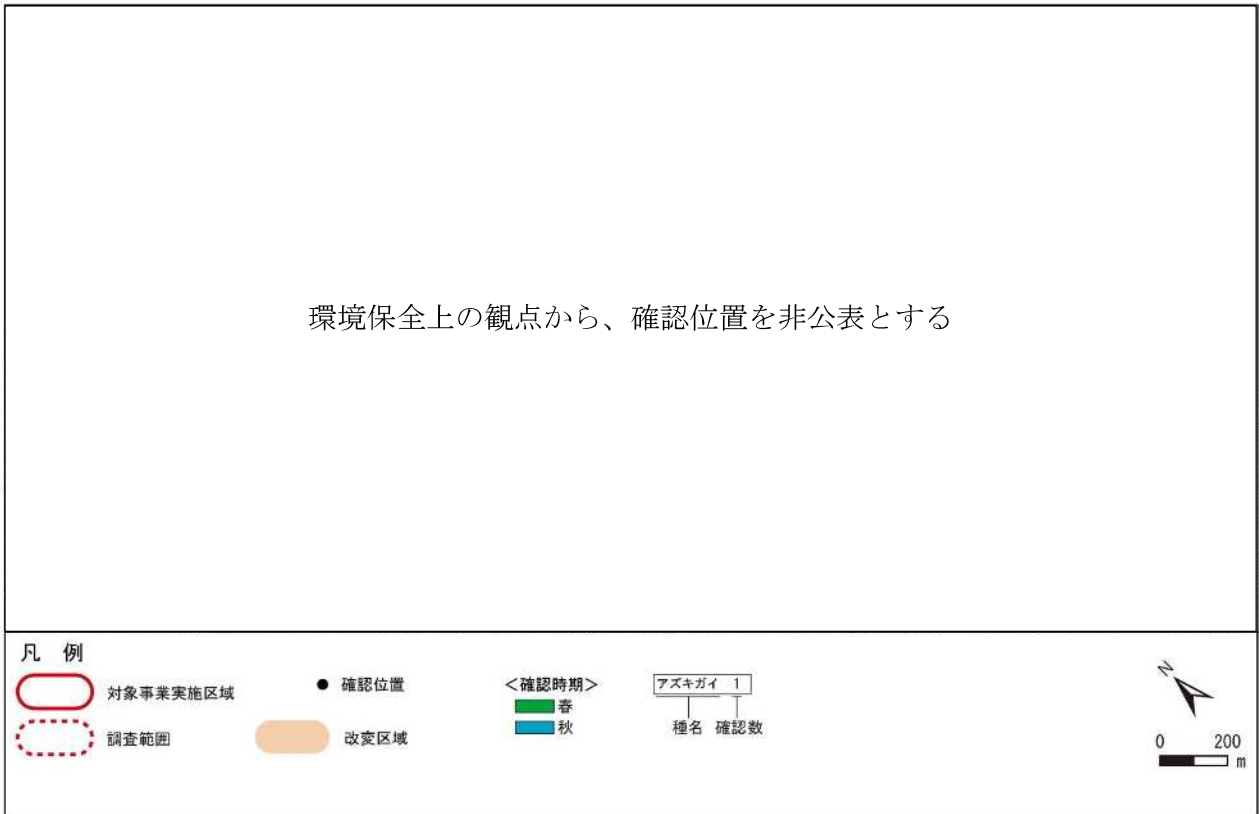 環境保全上の観点から、確認位置を非公表とする
凡 例
対象事業実施区域
調査範囲
● 確認位置
改変区域
＜確認時期＞
春
秋
アズキガイ 1
種名 確認数
N
0 200
m